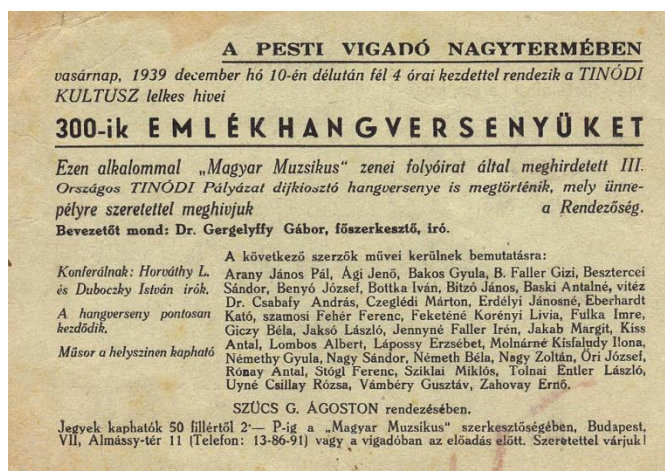 A PESTI VIGADÓ NAGYTERMÉBEN
vasárnap, 1939 december hó 10-én délután fél 4 órai kezdettel rendezik a TINÓDI
KULTUSZ lelkes hivei
300-ik EMLÉKHANGVERSENYÜKET
Ezen alkalommal „Magyar Muzsikus“ zenei folyóirat által meghirdetett III.
Országos TINÓDI Pályázat dijkiosztó hangversenye is megtörténik, mely ünne-
pélyre szeretettel meghivjuk a Rendezőség.
Bevezetőt mond: Dr. Gergelyffy Gábor, főszerkesztő, iró.
Konferálnak: Horváthy L.
és Duboczky István irók.
A hangverseny pontosan
kezdődik.
Műsor a helyszinen kapható
A következő szerzők művei kerülnek bemutatásra:
Arany János Pál, Ági Jenő, Bakos Gyula, B. Faller Gizi, Besztercei
Sándor, Benyó József, Bottka Iván, Bitzó János, Baski Antalné, vitéz
Dr. Csabafy András, Czeglédi Márton, Erdélyi Jánosné, Eberhardt
Kató, szamosi Fehér Ferenc, Feketéné Korényi Livia, Fulka Imre,
Giczy Béla, Jaksó László, Jennyné Faller Irén, Jakab Margit, Kiss
Antal, Lombos Albert, Lápossy Erzsébet, Molnárné Kisfaludy Ilona,
Némethy Gyula, Nagy Sándor, Németh Béla, Nagy Zoltán, Őri József,
Rónay Antal, Stógl Ferenc, Sziklai Miklós, Tolnai Entler László,
Uyné Csillay Rózsa, Vámbéry Gusztáv, Zahovay Ernő.
SZÜCS G. ÁGOSTON rendezésében.
Jegyek kaphatók 50 fillértől 2·— P-ig a „Magyar Muzsikus“ szerkesztőségében, Budapest,
VII, Almássy-tér 11 (Telefon: 13-86-91) vagy a vigadóban az előadás előtt. Szeretettel várjuk!